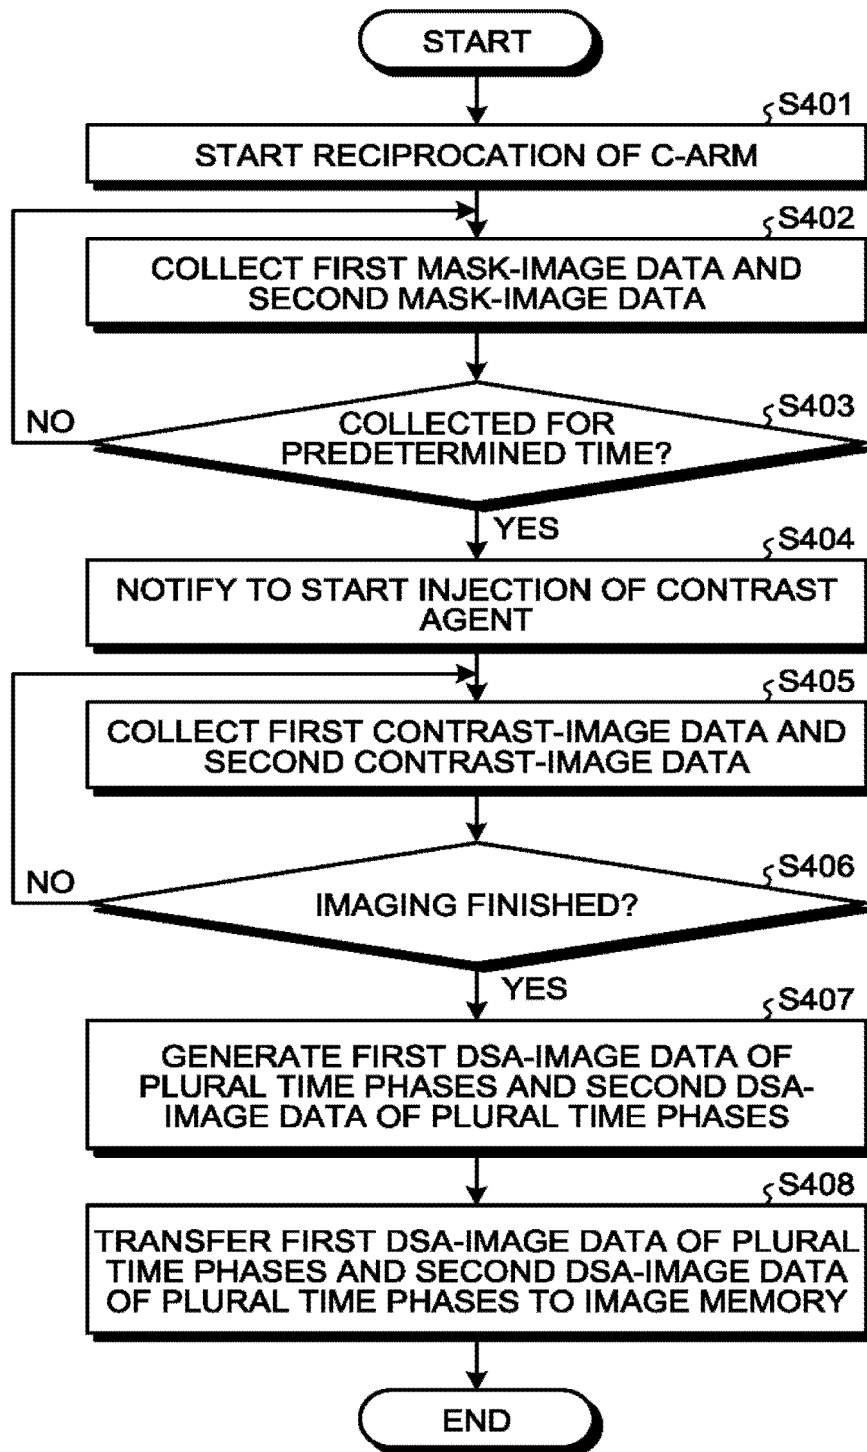 START
S401
START RECIPROCATION OF C-ARM
S402
COLLECT FIRST MASK-IMAGE DATA AND
SECOND MASK-IMAGE DATA
S403
NO
COLLECTED FOR
PREDETERMINED TIME?
YES
S404
NOTIFY TO START INJECTION OF CONTRAST
AGENT
S405
COLLECT FIRST CONTRAST-IMAGE DATA AND
SECOND CONTRAST-IMAGE DATA
S406
NO
IMAGING FINISHED?
YES
S407
GENERATE FIRST DSA-IMAGE DATA OF
PLURAL TIME PHASES AND SECOND DSA-
IMAGE DATA OF PLURAL TIME PHASES
S408
TRANSFER FIRST DSA-IMAGE DATA OF PLURAL
TIME PHASES AND SECOND DSA-IMAGE DATA
OF PLURAL TIME PHASES TO IMAGE MEMORY
END